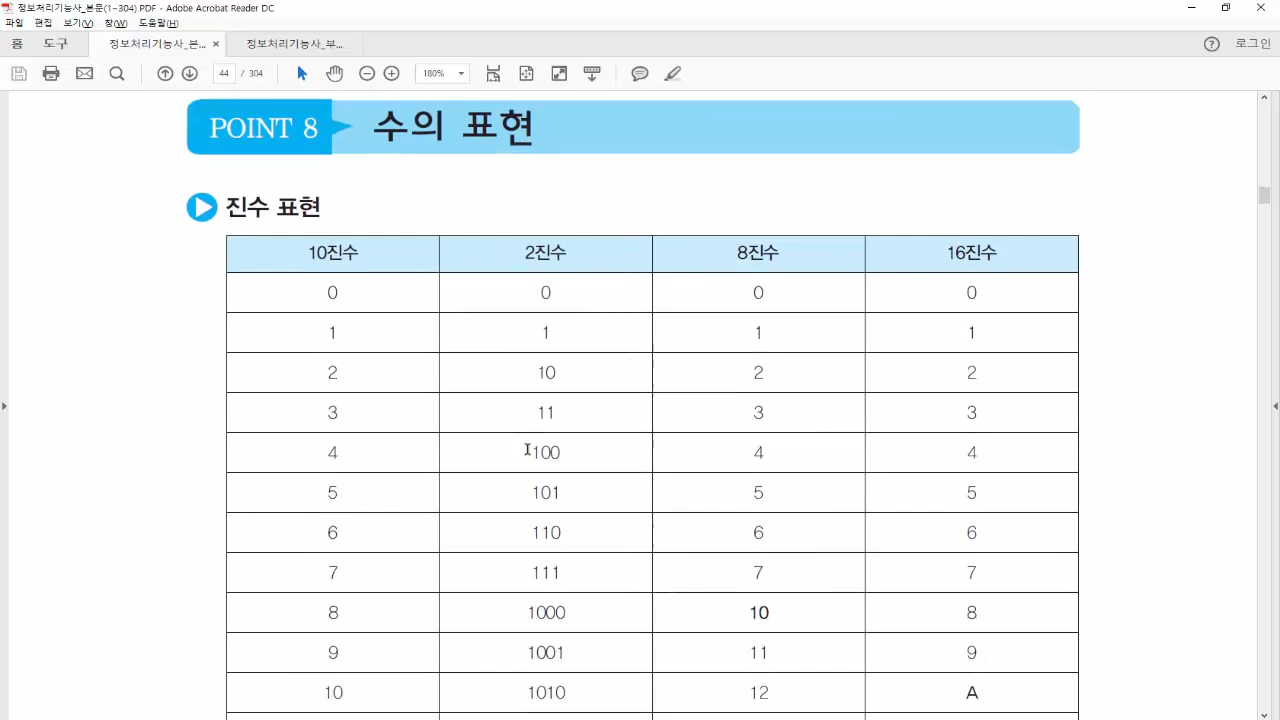 정보처리기능사_본문(1~304).PDF - Adobe Acrobat Reader DC
파일 편집 보기(V) 창(W) 도움말(H)
홈 도구 정보처리기능사_본... × 정보처리기능사_부... 로그인
44 / 304 180%
POINT 8 수의 표현
진수 표현
10진수 2진수 8진수 16진수
0 0 0 0
1 1 1 1
2 10 2 2
3 11 3 3
4 100 4 4
5 101 5 5
6 110 6 6
7 111 7 7
8 1000 10 8
9 1001 11 9
10 1010 12 A